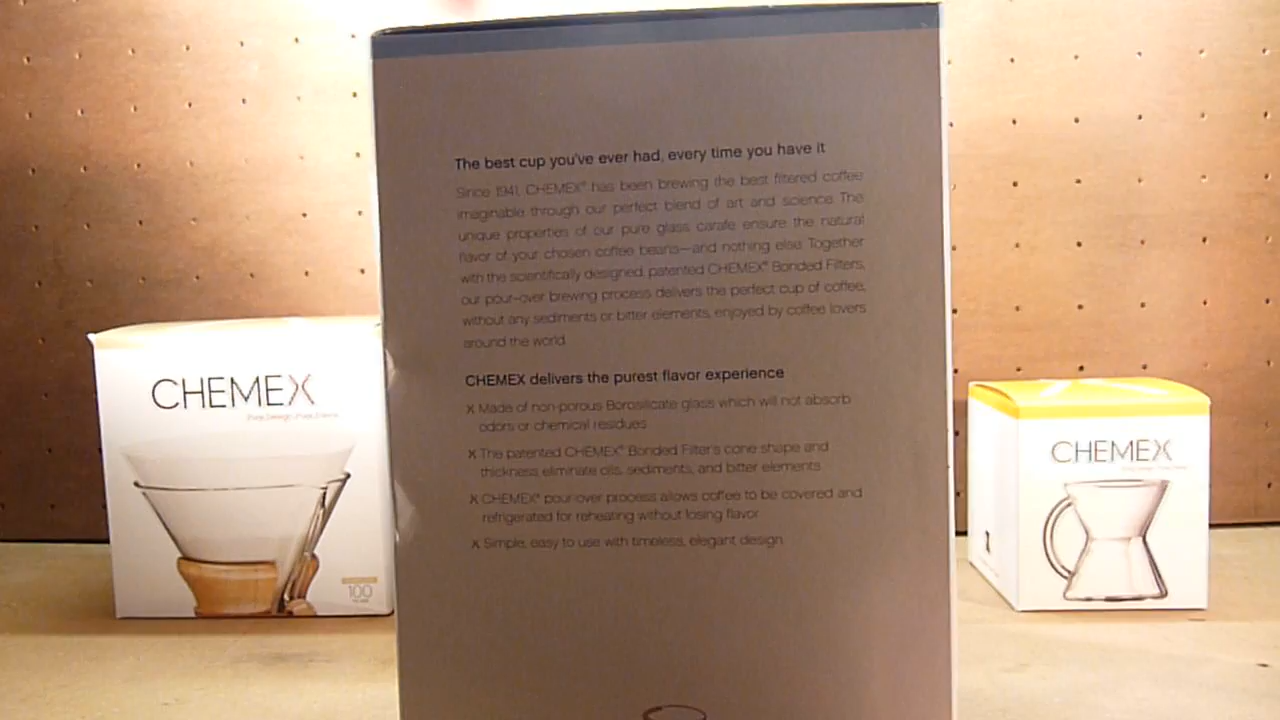 The best cup you've ever had, every time you have it
Since 1941, CHEMEX® has been brewing the best filtered coffee
imaginable through our perfect blend of art and science. The
unique properties of our pure glass carafe ensure the natural
flavor of your chosen coffee beans—and nothing else. Together
with the scientifically designed, patented CHEMEX® Bonded Filters,
our pour-over brewing process delivers the perfect cup of coffee,
without any sediments or bitter elements, enjoyed by coffee lovers
around the world.
CHEMEX delivers the purest flavor experience
X Made of non-porous Borosilicate glass which will not absorb
odors or chemical residues
X The patented CHEMEX® Bonded Filter's cone shape and
thickness eliminate oils, sediments, and bitter elements
X CHEMEX® pour-over process allows coffee to be covered and
refrigerated for reheating without losing flavor
X Simple, easy to use with timeless, elegant design
CHEMEX
100
CHEMEX